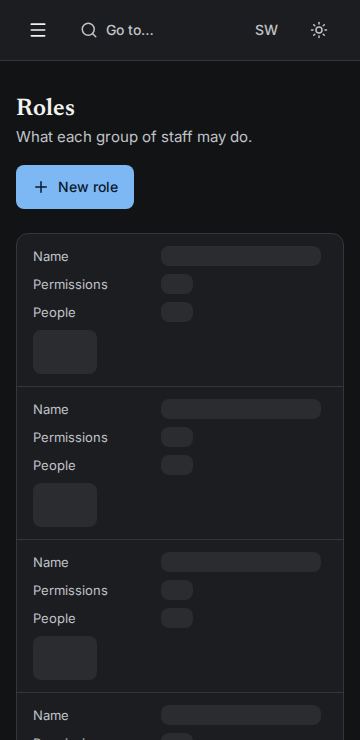 Go to...
SW
Roles
What each group of staff may do.
New role
Name
Permissions
People
Name
Permissions
People
Name
Permissions
People
Name